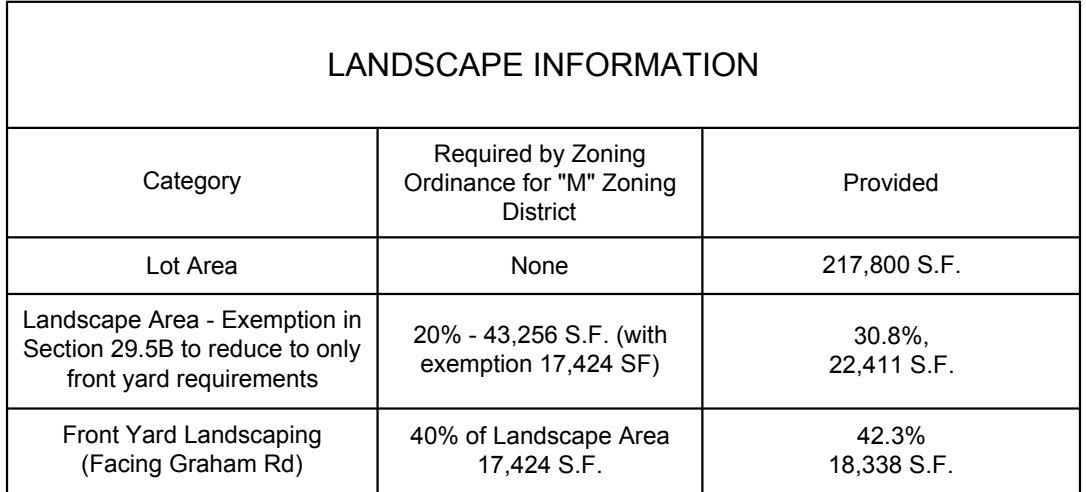 LANDSCAPE INFORMATION
Category
Required by Zoning
Ordinance for "M" Zoning
District
Provided
Lot Area
None
217,800 S.F.
Landscape Area - Exemption in
Section 29.5B to reduce to only
front yard requirements
20% - 43,256 S.F. (with
exemption 17,424 SF)
30.8%,
22,411 S.F.
Front Yard Landscaping
(Facing Graham Rd)
40% of Landscape Area
17,424 S.F.
42.3%
18,338 S.F.